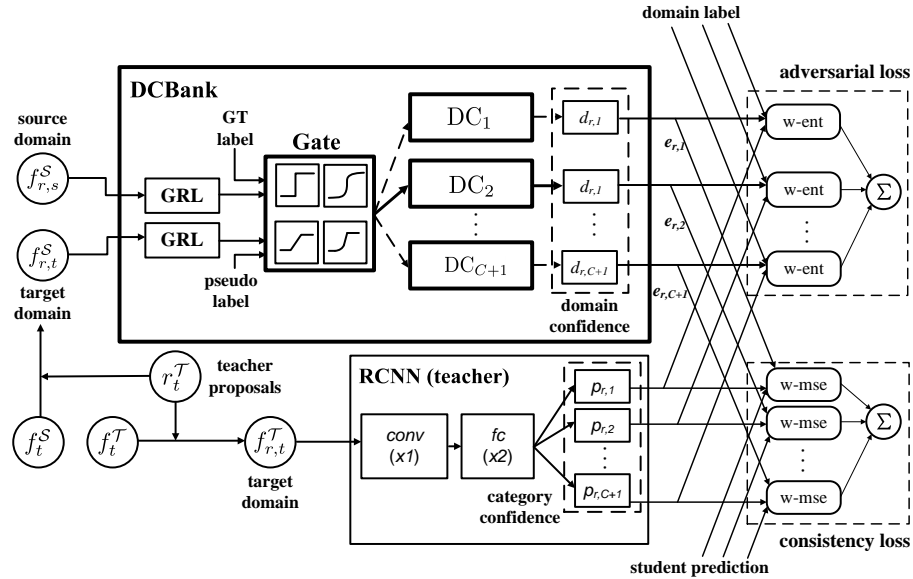 domain label
DCBank
adversarial loss
source
domain
GT
label
Gate
DC1
d_{r,1}
w-ent
e_{r,1}
f^S_{r,s}
GRL
DC2
d_{r,1}
w-ent
Σ
f^S_{r,t}
GRL
e_{r,2}
target
domain
pseudo
label
DC_{C+1}
d_{r,C+1}
w-ent
e_{r,C+1}
domain
confidence
r^T_t
teacher
proposals
RCNN (teacher)
p_{r,1}
w-mse
f^S_t
f^T_t
f^T_{r,t}
conv
(x1)
fc
(x2)
p_{r,2}
w-mse
Σ
target
domain
category
confidence
p_{r,C+1}
w-mse
consistency loss
student prediction